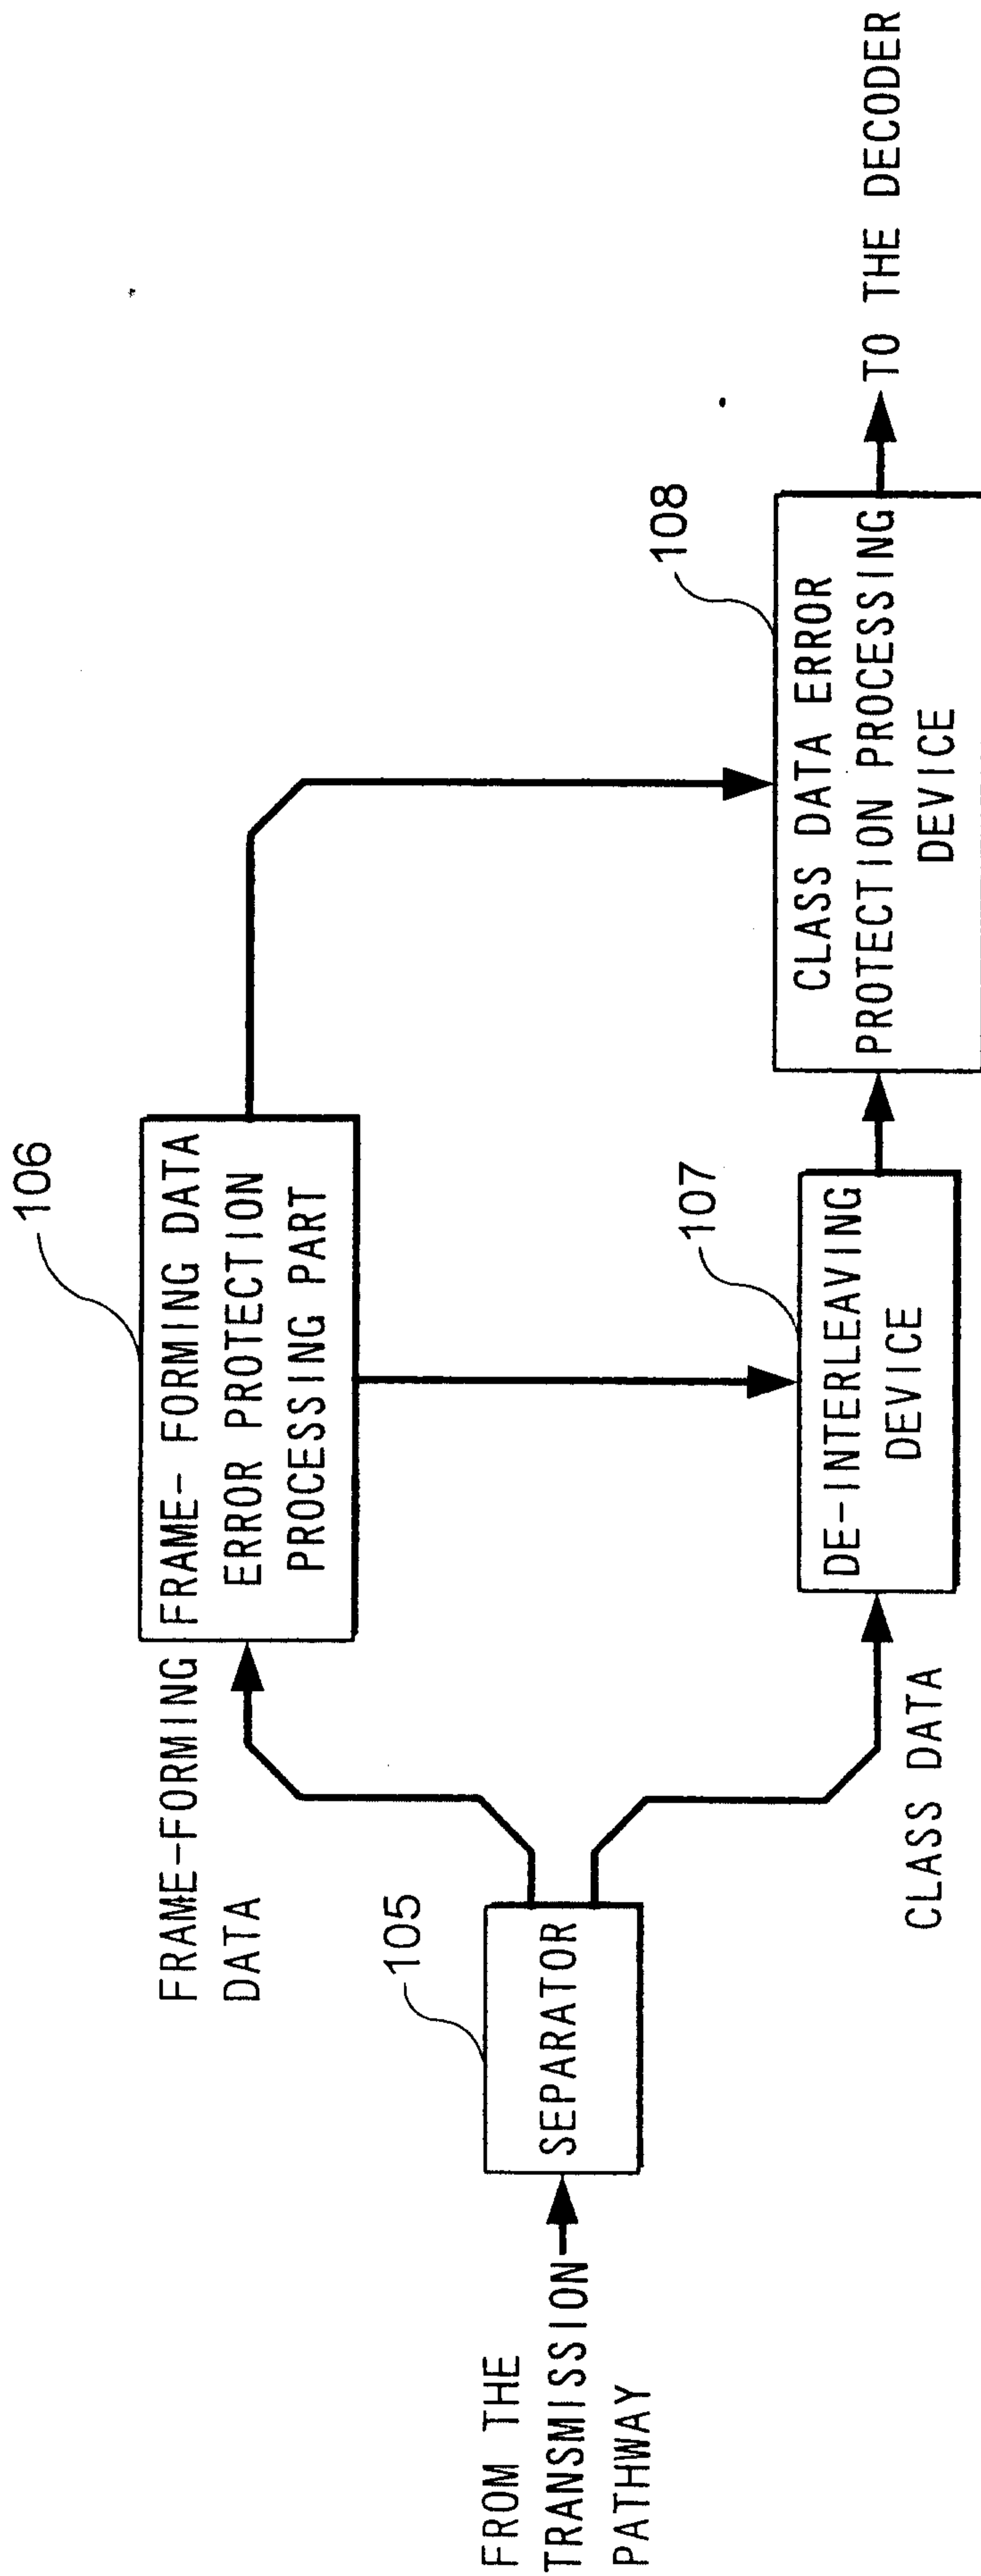 FROM THE
TRANSMISSION
PATHWAY
105
SEPARATOR
FRAME-FORMING
DATA
CLASS DATA
106
FRAME- FORMING DATA
ERROR PROTECTION
PROCESSING PART
107
DE-INTERLEAVING
DEVICE
108
CLASS DATA ERROR
PROTECTION PROCESSING
DEVICE
TO THE DECODER